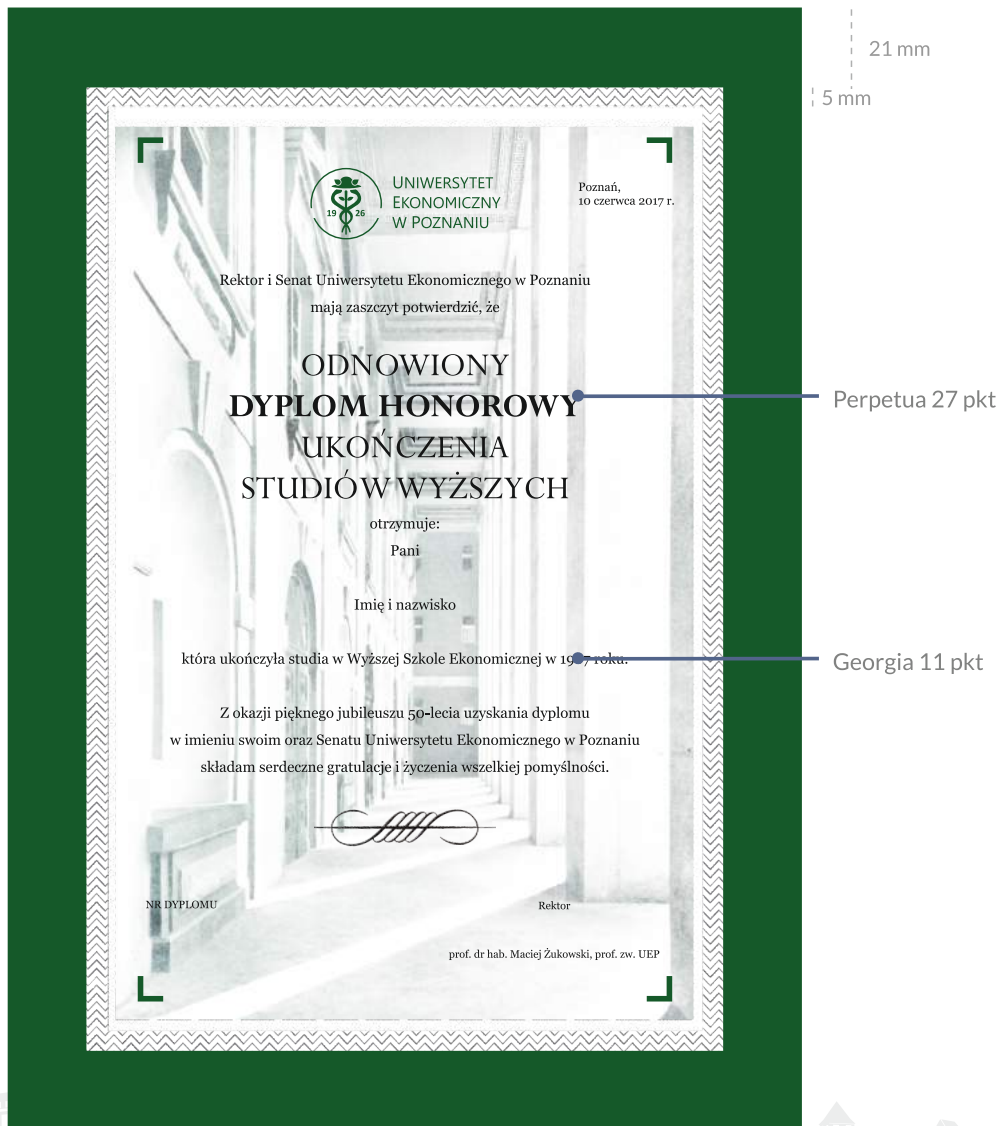 21 mm
5 mm
UNIWERSYTET
EKONOMICZNY
W POZNANIU
19 26
Poznań,
10 czerwca 2017 r.
Rektor i Senat Uniwersytetu Ekonomicznego w Poznaniu
mają zaszczyt potwierdzić, że
ODNOWIONY
DYPLOM HONOROWY
UKOŃCZENIA
STUDIÓW WYŻSZYCH
Perpetua 27 pkt
otrzymuje:
Pani
Imię i nazwisko
która ukończyła studia w Wyższej Szkole Ekonomicznej w roku.
Georgia 11 pkt
Z okazji pięknego jubileuszu 50-lecia uzyskania dyplomu
w imieniu swoim oraz Senatu Uniwersytetu Ekonomicznego w Poznaniu
składam serdeczne gratulacje i życzenia wszelkiej pomyślności.
NR DYPLOMU
Rektor
prof. dr hab. Maciej Żukowski, prof. zw. UEP